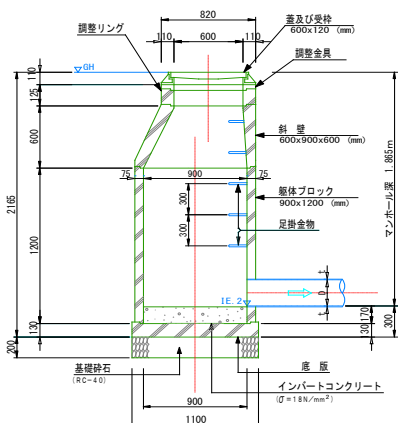 820
調整リング
蓋及び受枠
600x120 (mm)
110
600
110
調整金具
GH
110
125
斜 壁
600x900x600 (mm)
600
75
900
75
躯体ブロック
900x1200 (mm)
300
足掛金物
300
マンホール深 1.865m
2165
1200
t
D
t
IE.2
170
300
130
130
200
基礎砕石
(RC-40)
底 版
インバートコンクリート
(σ=18N/mm²)
900
1100